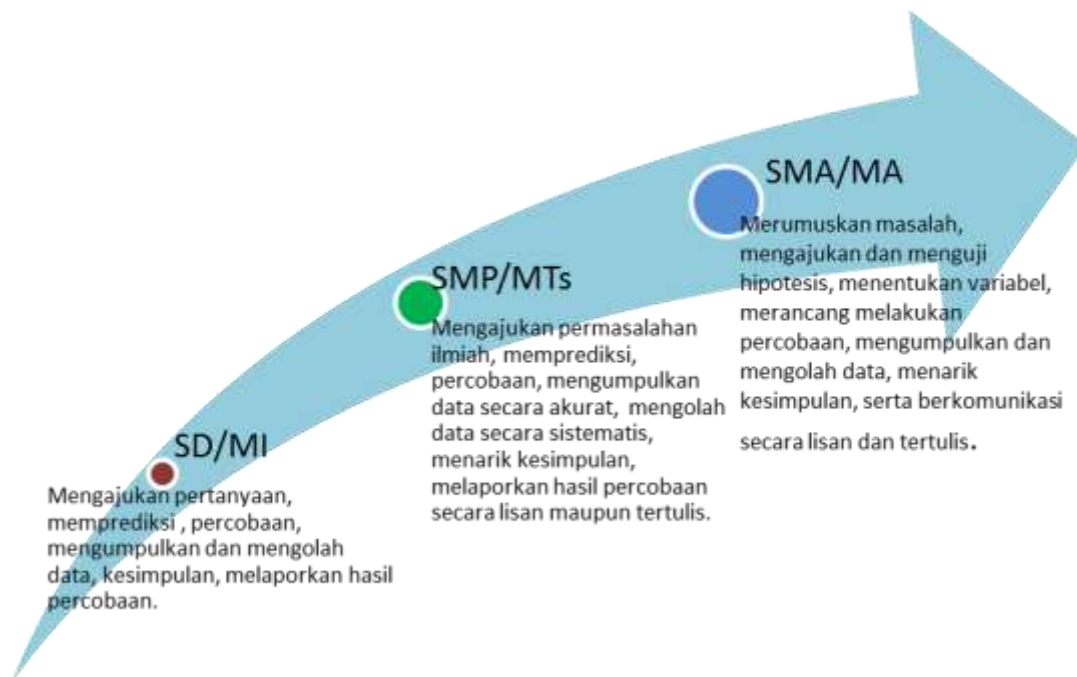 SD/MI
Mengajukan pertanyaan,
memprediksi , percobaan,
mengumpulkan dan mengolah
data, kesimpulan, melaporkan hasil
percobaan.
SMP/MTs
Mengajukan permasalahan
ilmiah, memprediksi,
percobaan, mengumpulkan
data secara akurat, mengolah
data secara sistematis,
menarik kesimpulan,
melaporkan hasil percobaan
secara lisan maupun tertulis.
SMA/MA
Merumuskan masalah,
mengajukan dan menguji
hipotesis, menentukan variabel,
merancang melakukan
percobaan, mengumpulkan dan
mengolah data, menarik
kesimpulan, serta berkomunikasi
secara lisan dan tertulis.